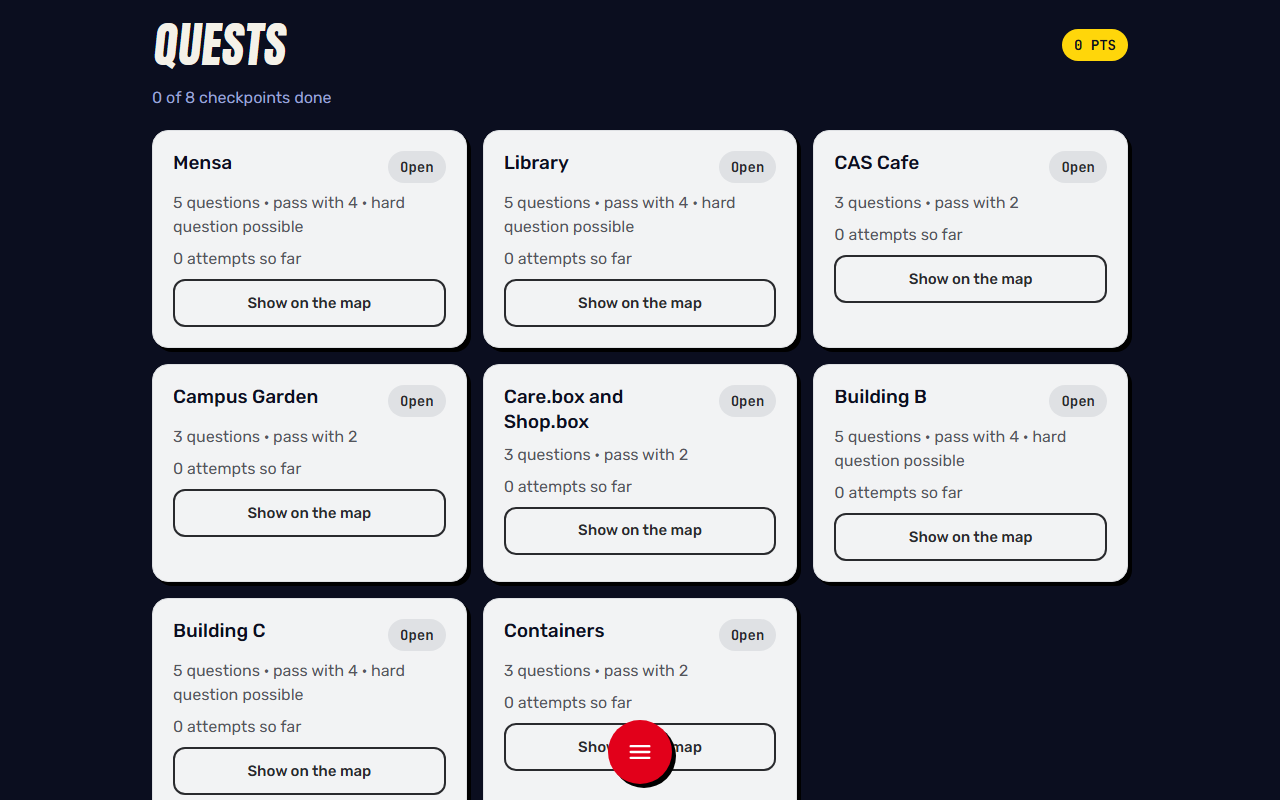 QUESTS
0 PTS
0 of 8 checkpoints done
Mensa
Open
5 questions • pass with 4 • hard
question possible
0 attempts so far
Show on the map
Library
Open
5 questions • pass with 4 • hard
question possible
0 attempts so far
Show on the map
CAS Cafe
Open
3 questions • pass with 2
0 attempts so far
Show on the map
Campus Garden
Open
3 questions • pass with 2
0 attempts so far
Show on the map
Care.box and
Shop.box
Open
3 questions • pass with 2
0 attempts so far
Show on the map
Building B
Open
5 questions • pass with 4 • hard
question possible
0 attempts so far
Show on the map
Building C
Open
5 questions • pass with 4 • hard
question possible
0 attempts so far
Show on the map
Containers
Open
3 questions • pass with 2
0 attempts so far
map